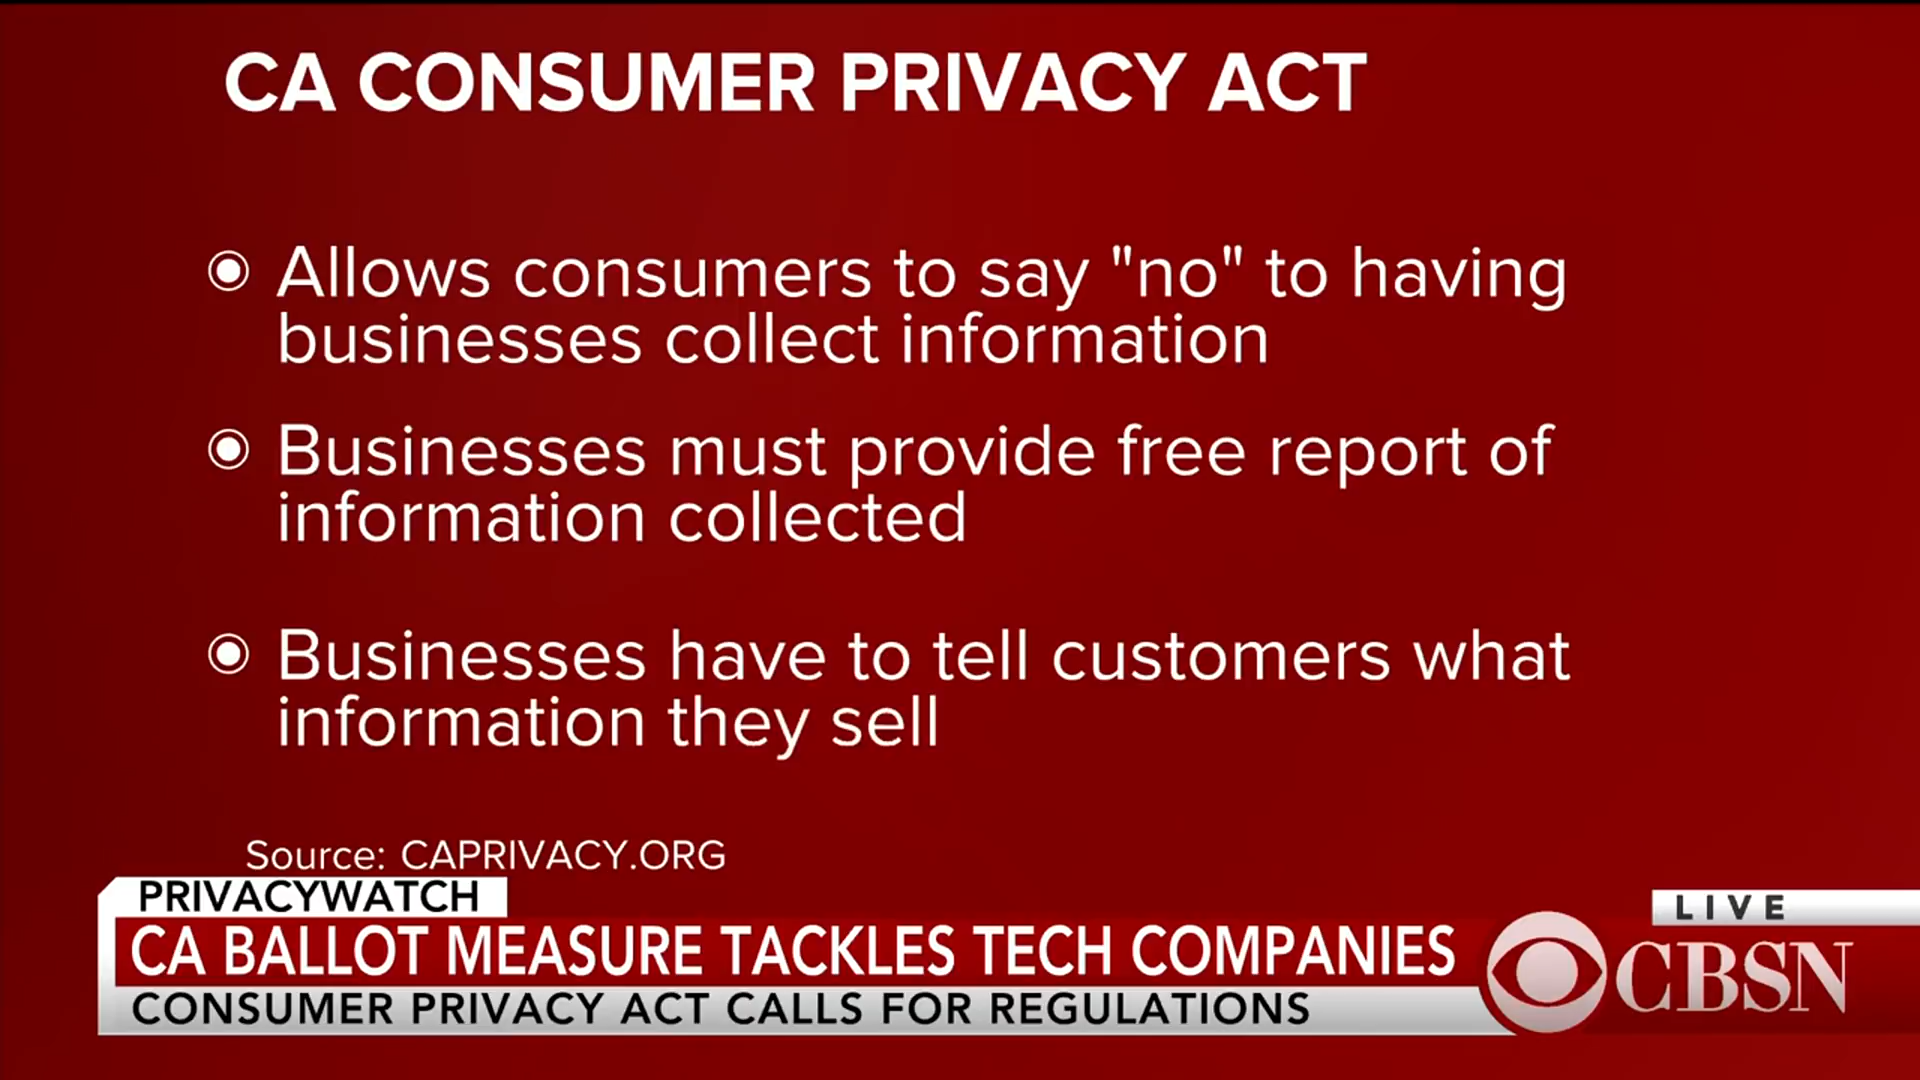 CA CONSUMER PRIVACY ACT
Allows consumers to say "no" to having
businesses collect information
Businesses must provide free report of
information collected
Businesses have to tell customers what
information they sell
Source: CAPRIVACY.ORG
PRIVACYWATCH
CA BALLOT MEASURE TACKLES TECH COMPANIES
CONSUMER PRIVACY ACT CALLS FOR REGULATIONS
LIVE
CBSN